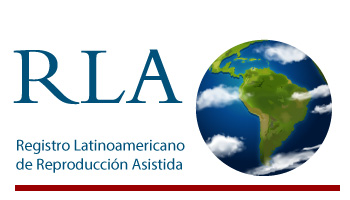 RLA
Registro Latinoamericano
de Reproducción Asistida